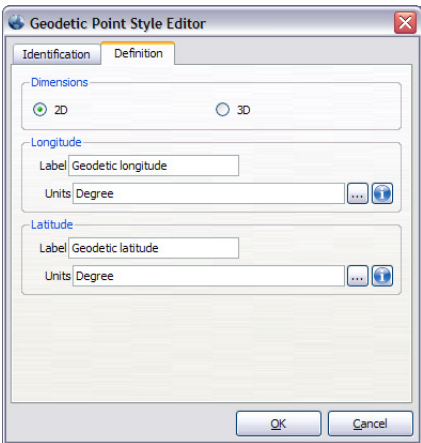 Geodetic Point Style Editor
Identification Definition
Dimensions
2D 3D
Longitude
Label Geodetic longitude
Units Degree ...
Latitude
Label Geodetic latitude
Units Degree ...
OK Cancel